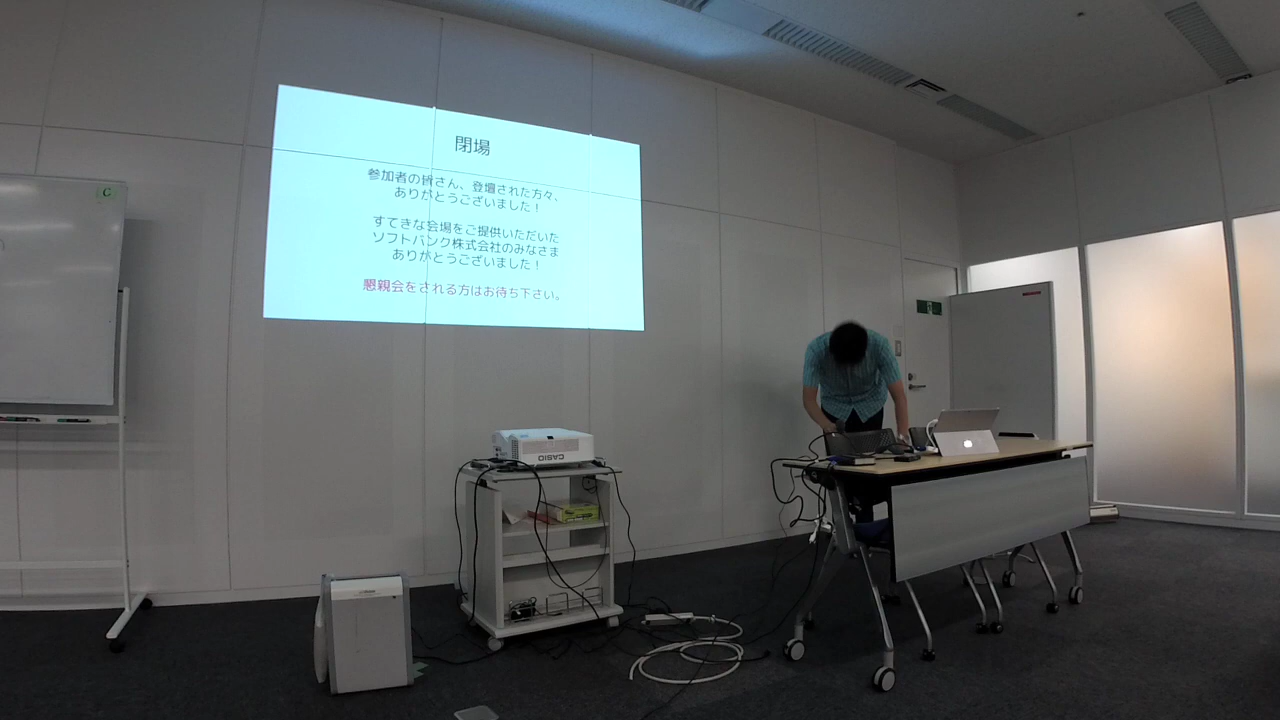 C
閉場
参加者の皆さん、登壇された方々、
ありがとうございました！
すてきな会場をご提供いただいた
ソフトバンク株式会社のみなさま
ありがとうございました！
懇親会をされる方はお待ち下さい。
CASIO